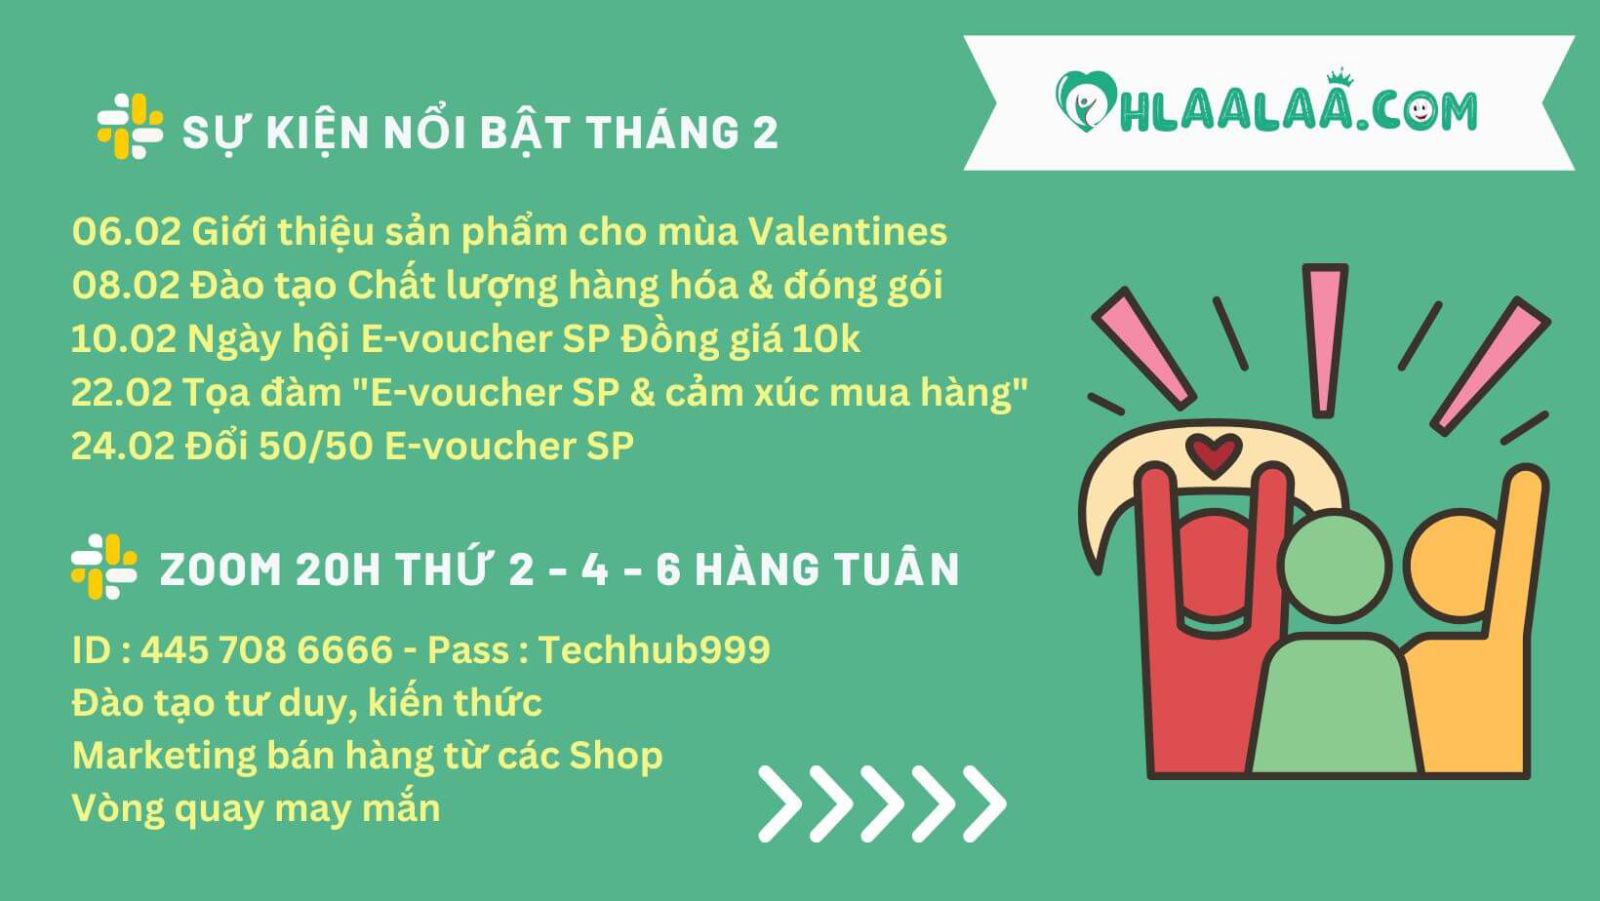 OHLAALAA.COM
SỰ KIỆN NỔI BẬT THÁNG 2
06.02 Giới thiệu sản phẩm cho mùa Valentines
08.02 Đào tạo Chất lượng hàng hóa & đóng gói
10.02 Ngày hội E-voucher SP Đồng giá 10k
22.02 Tọa đàm "E-voucher SP & cảm xúc mua hàng"
24.02 Đổi 50/50 E-voucher SP
ZOOM 20H THỨ 2 - 4 - 6 HÀNG TUÂN
ID : 445 708 6666 - Pass : Techhub999
Đào tạo tư duy, kiến thức
Marketing bán hàng từ các Shop
Vòng quay may mắn